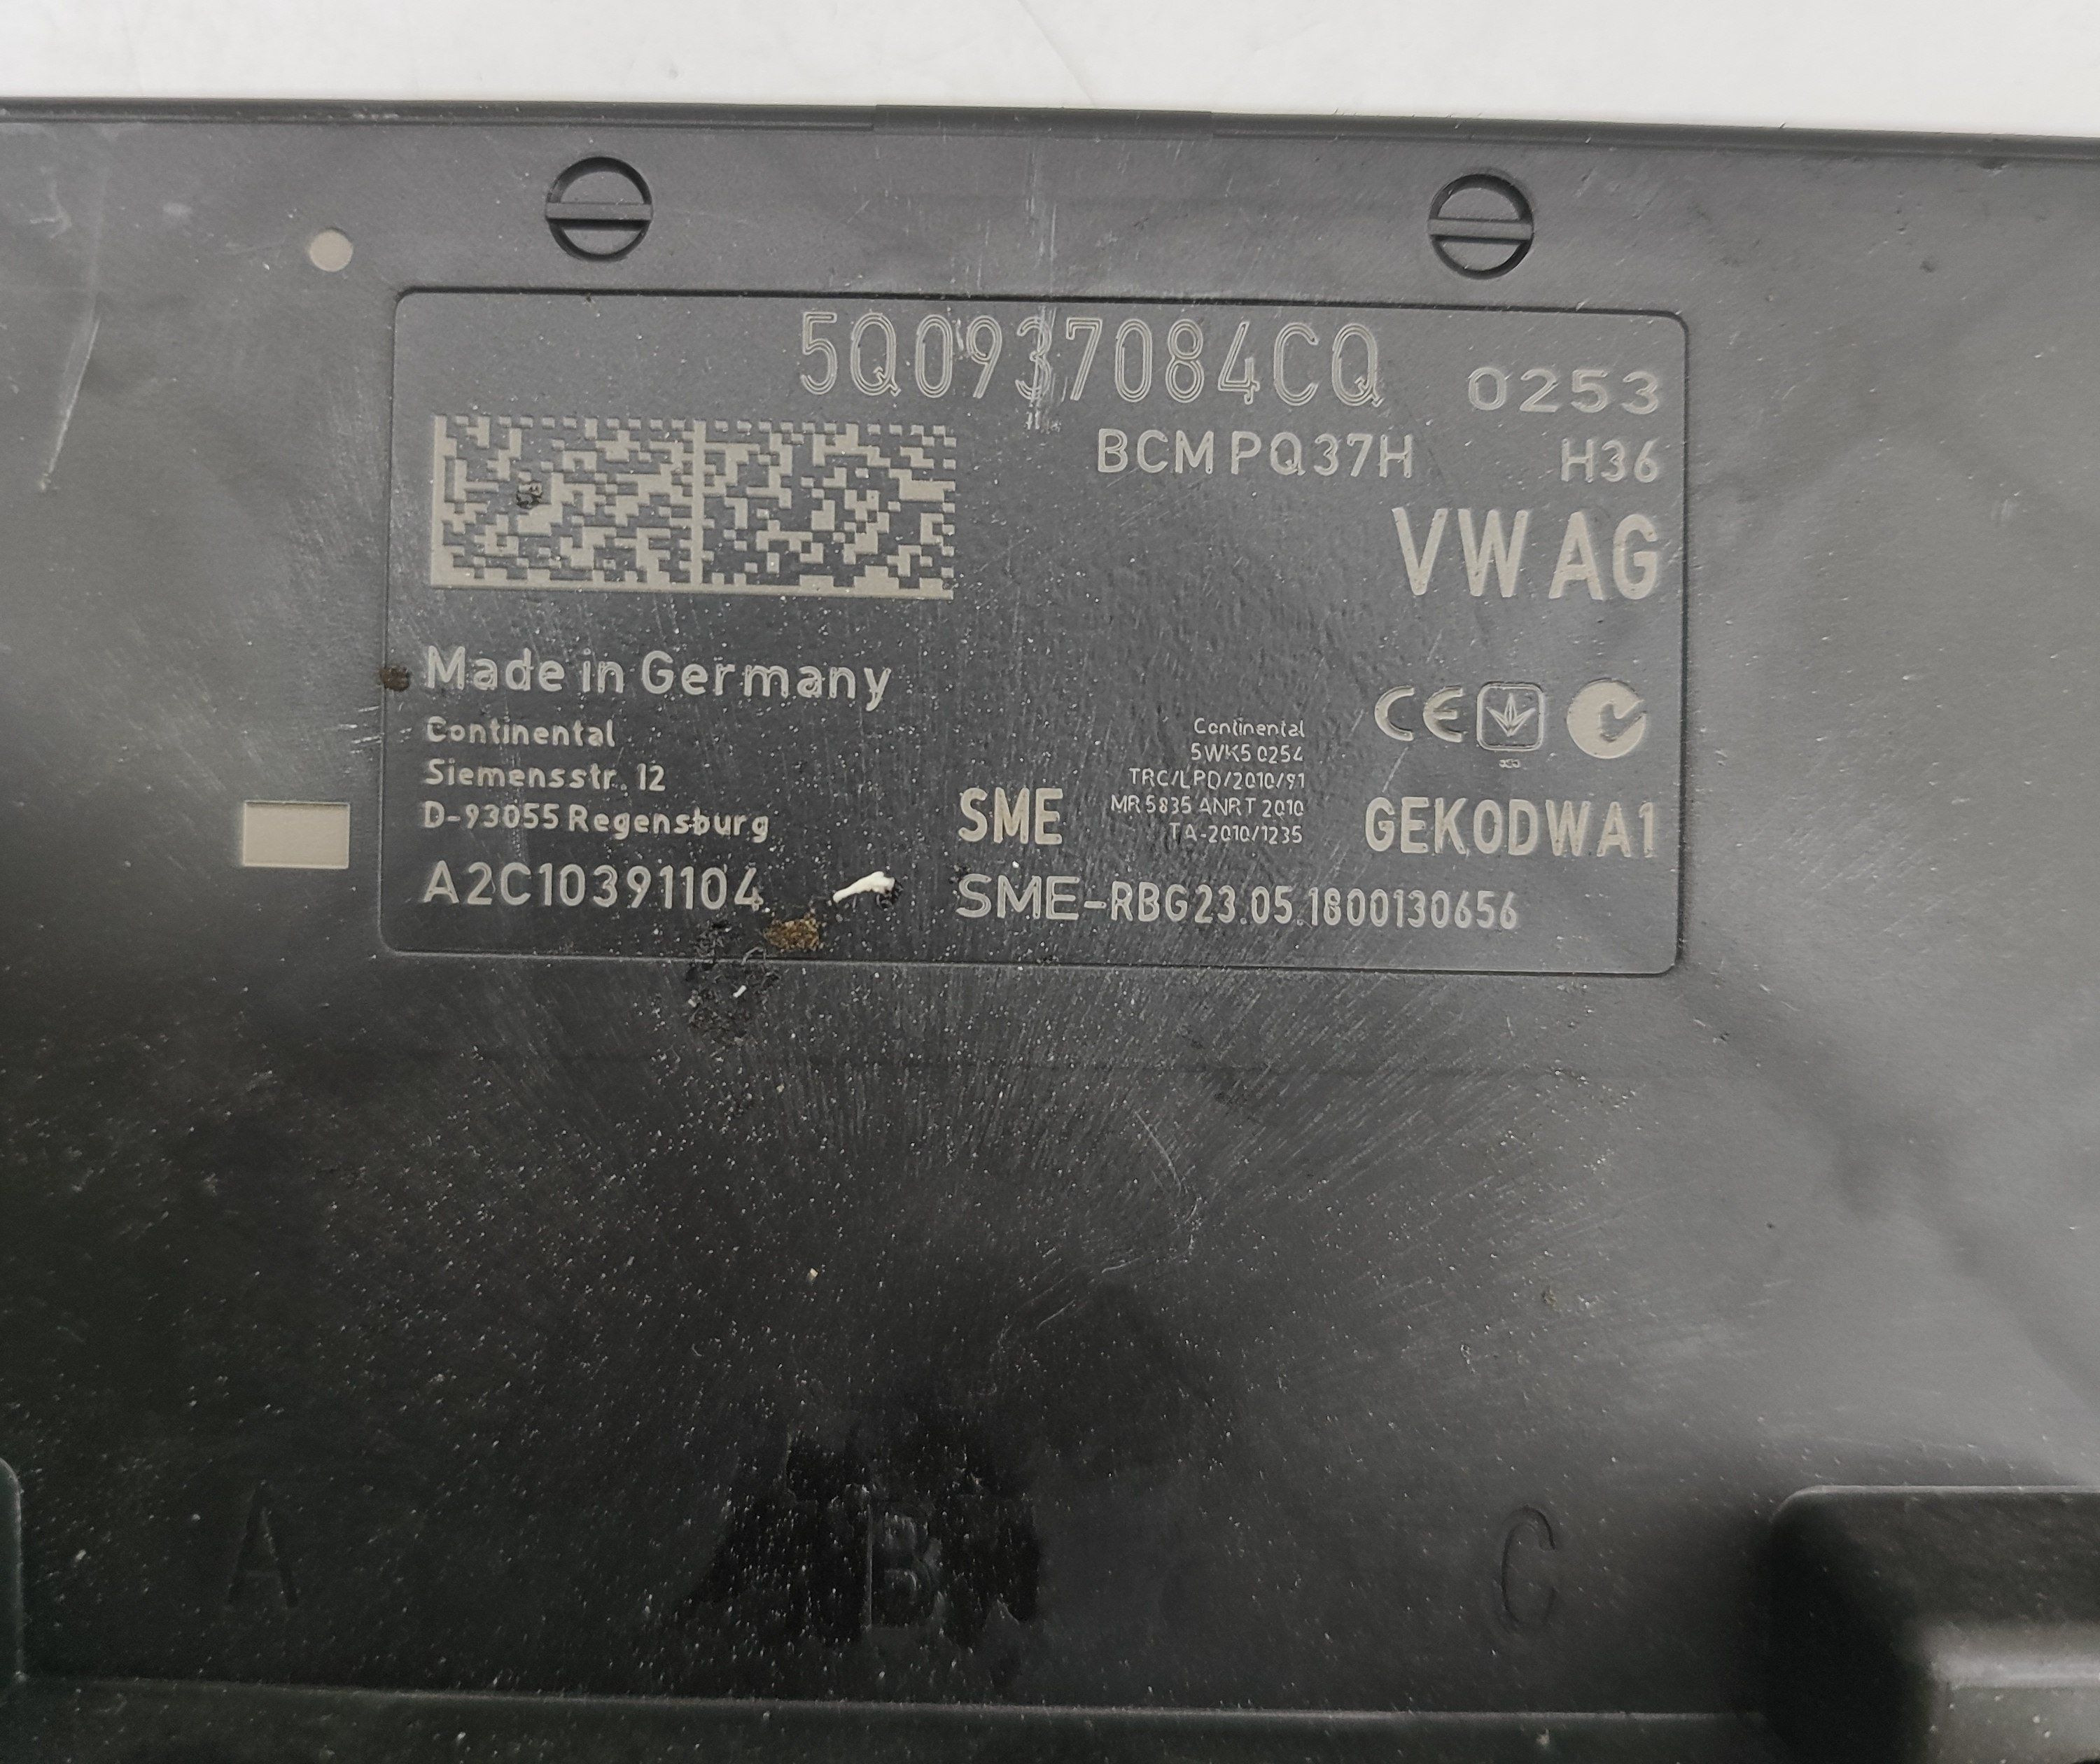 5Q0937084CQ 0253
BCM PQ37H H36
VW AG
Made in Germany
Continental
Siemensstr. 12
D-93055 Regensburg
A2C10391104
Continental
5WK5 0254
TRC/LPD/2010/91
MR 5835 ANRT 2010
TA-2010/1235
SME
CE
GEKODWA1
SME-RBG23.05.1800130656
A B C